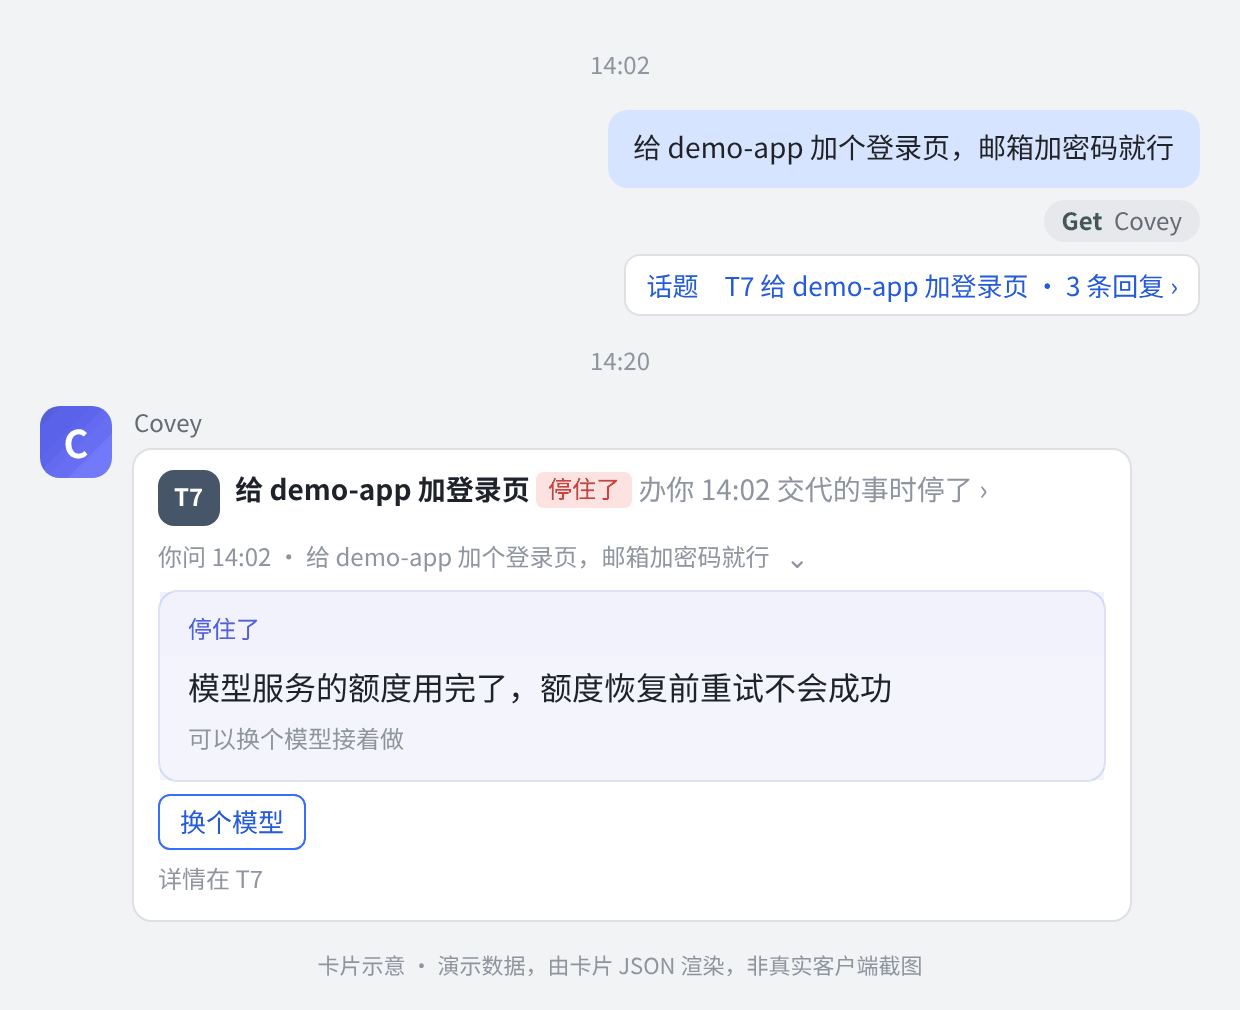 14:02
给 demo-app 加个登录页，邮箱加密码就行
Get Covey
话题 T7 给 demo-app 加登录页 · 3 条回复 ›
14:20
C
Covey
T7 给 demo-app 加登录页 停住了 办你 14:02 交代的事时停了 ›
你问 14:02 · 给 demo-app 加个登录页，邮箱加密码就行
停住了
模型服务的额度用完了，额度恢复前重试不会成功
可以换个模型接着做
换个模型
详情在 T7
卡片示意 · 演示数据，由卡片 JSON 渲染，非真实客户端截图